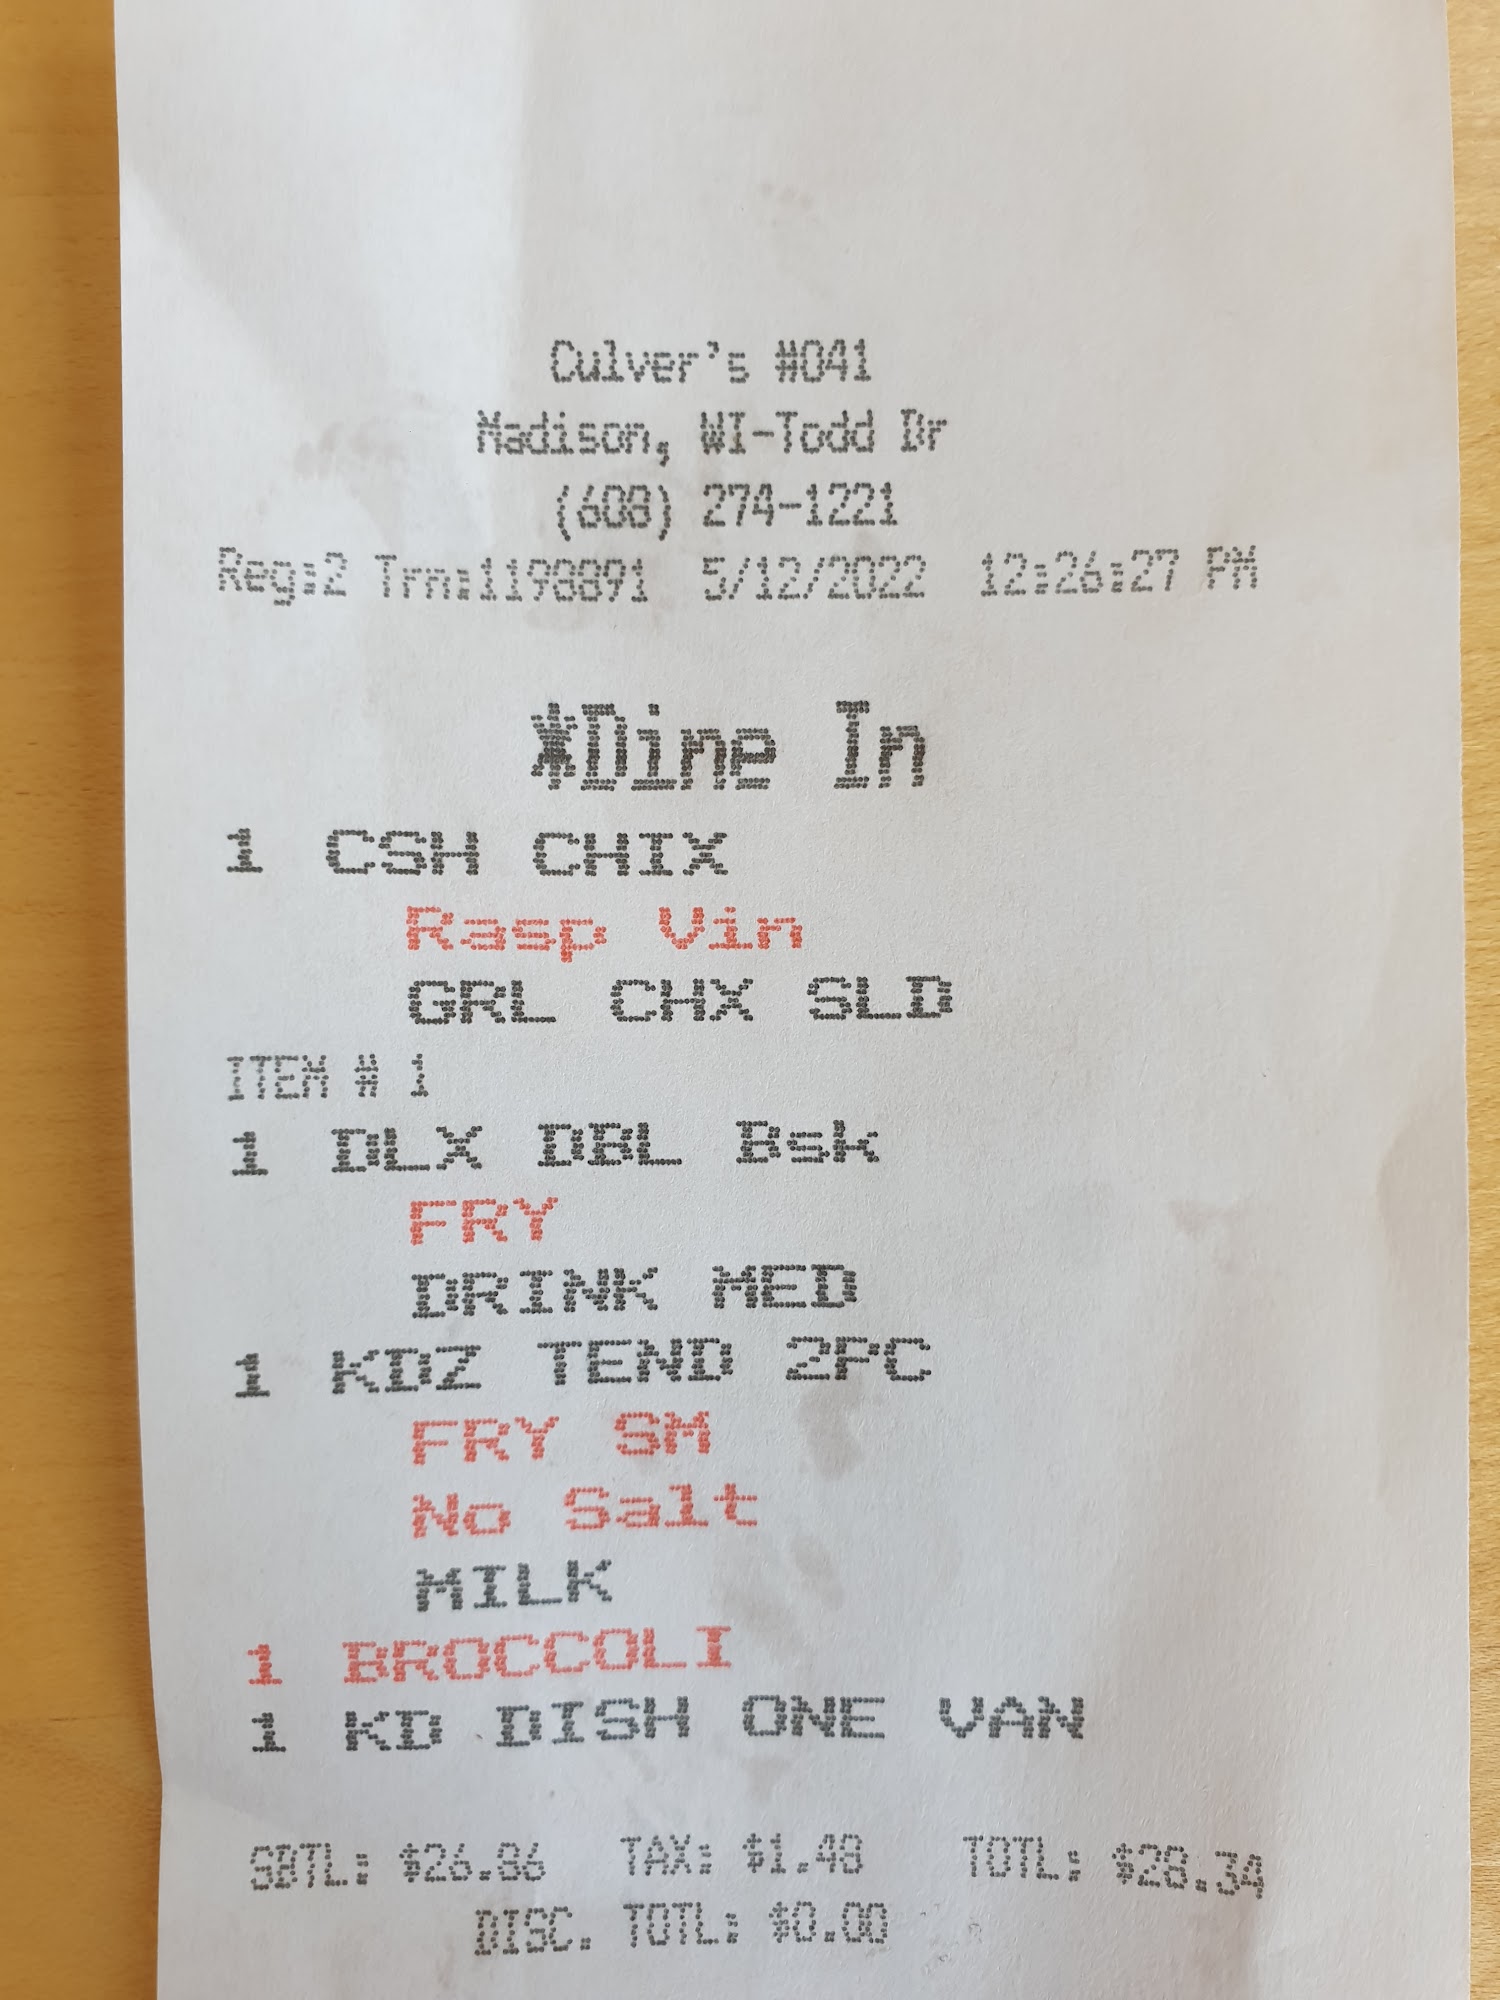 Culver's #041
Madison, WI-Todd Dr
(608) 274-1221
Reg:2 Trn:1198891 5/12/2022 12:26:27 PM
*Dine In
1 CSH CHIX
Rasp Vin
GRL CHX SLD
ITEM # 1
1 DLX DBL Bsk
FRY
DRINK MED
1 KDZ TEND 2PC
FRY SM
No Salt
MILK
1 BROCCOLI
1 KD DISH ONE VAN
SBTL: $26.86 TAX: $1.48 TOTL: $28.34
DISC. TOTL: $0.00